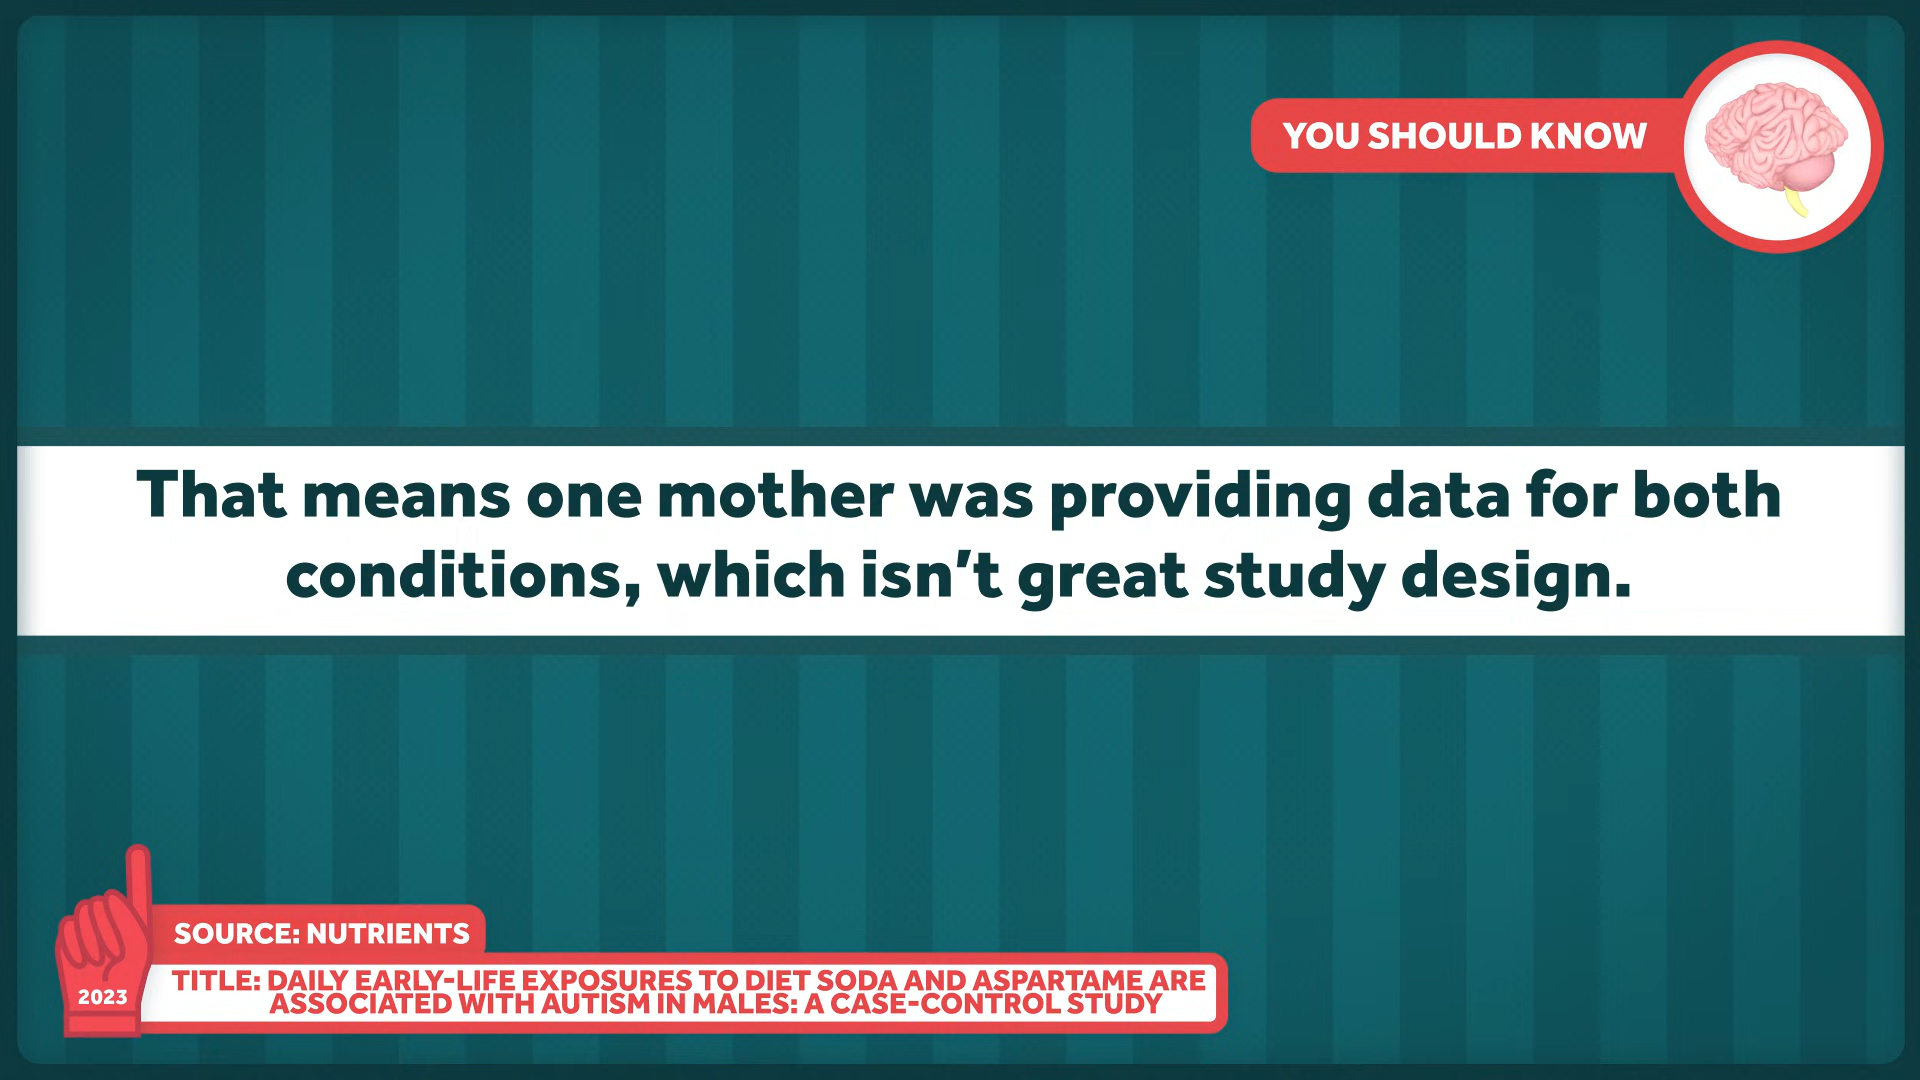 YOU SHOULD KNOW
That means one mother was providing data for both
conditions, which isn't great study design.
SOURCE: NUTRIENTS
2023
TITLE: DAILY EARLY-LIFE EXPOSURES TO DIET SODA AND ASPARTAME ARE
ASSOCIATED WITH AUTISM IN MALES: A CASE-CONTROL STUDY